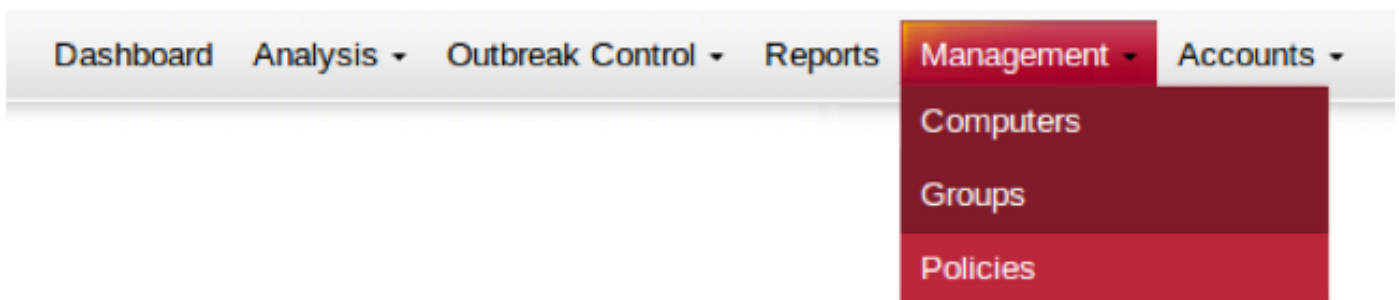 Dashboard Analysis Outbreak Control Reports Management Accounts
Computers
Groups
Policies